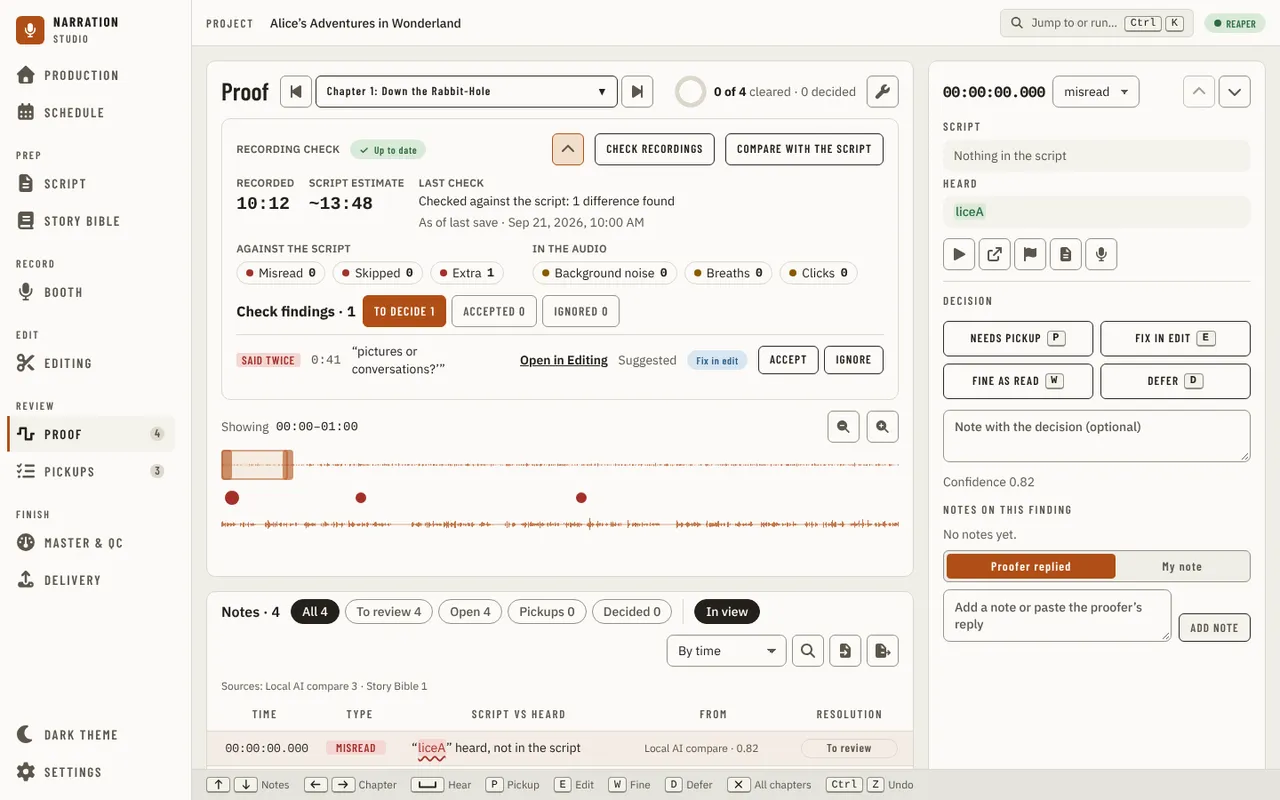 NARRATION
STUDIO
PRODUCTION
SCHEDULE
PREP
SCRIPT
STORY BIBLE
RECORD
BOOTH
EDIT
EDITING
REVIEW
PROOF 4
PICKUPS 3
FINISH
MASTER & QC
DELIVERY
DARK THEME
SETTINGS
PROJECT Alice’s Adventures in Wonderland
Jump to or run… Ctrl K
REAPER
Proof
Chapter 1: Down the Rabbit-Hole
0 of 4 cleared · 0 decided
RECORDING CHECK Up to date
CHECK RECORDINGS
COMPARE WITH THE SCRIPT
RECORDED SCRIPT ESTIMATE LAST CHECK
10:12 ~13:48 Checked against the script: 1 difference found
As of last save · Sep 21, 2026, 10:00 AM
AGAINST THE SCRIPT IN THE AUDIO
Misread 0 Skipped 0 Extra 1 Background noise 0 Breaths 0 Clicks 0
Check findings · 1 TO DECIDE 1 ACCEPTED 0 IGNORED 0
SAID TWICE 0:41 “pictures or
conversations?’”
Open in Editing Suggested Fix in edit ACCEPT IGNORE
Showing 00:00–01:00
Notes · 4 All 4 To review 4 Open 4 Pickups 0 Decided 0 In view
By time
Sources: Local AI compare 3 · Story Bible 1
TIME TYPE SCRIPT VS HEARD FROM RESOLUTION
00:00:00.000 MISREAD “liceA” heard, not in the script Local AI compare · 0.82 To review
Notes Chapter Hear P Pickup E Edit W Fine D Defer X All chapters Ctrl Z Undo
00:00:00.000 misread
SCRIPT
Nothing in the script
HEARD
liceA
DECISION
NEEDS PICKUP P FIX IN EDIT E
FINE AS READ W DEFER D
Note with the decision (optional)
Confidence 0.82
NOTES ON THIS FINDING
No notes yet.
Proofer replied My note
Add a note or paste the proofer’s
reply
ADD NOTE